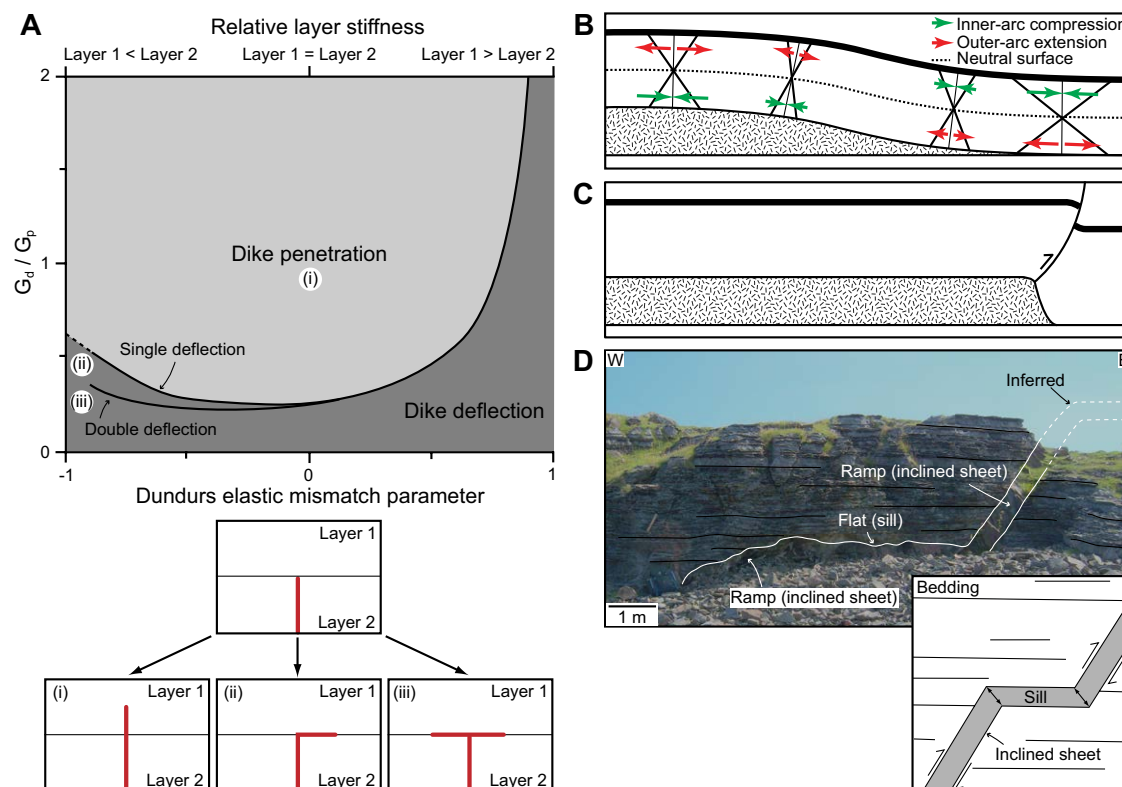 A
Relative layer stiffness
Layer 1 < Layer 2
Layer 1 = Layer 2
Layer 1 > Layer 2
2
1
0
G_d / G_p
Dike penetration
(i)
Single deflection
(ii)
(iii)
Double deflection
Dike deflection
-1
0
1
Dundurs elastic mismatch parameter
Layer 1
Layer 2
(i)
Layer 1
Layer 2
(ii)
Layer 1
Layer 2
(iii)
Layer 1
Layer 2
B
Inner-arc compression
Outer-arc extension
Neutral surface
C
D
W
E
Inferred
Ramp (inclined sheet)
Flat (sill)
Ramp (inclined sheet)
1 m
Bedding
Sill
Inclined sheet